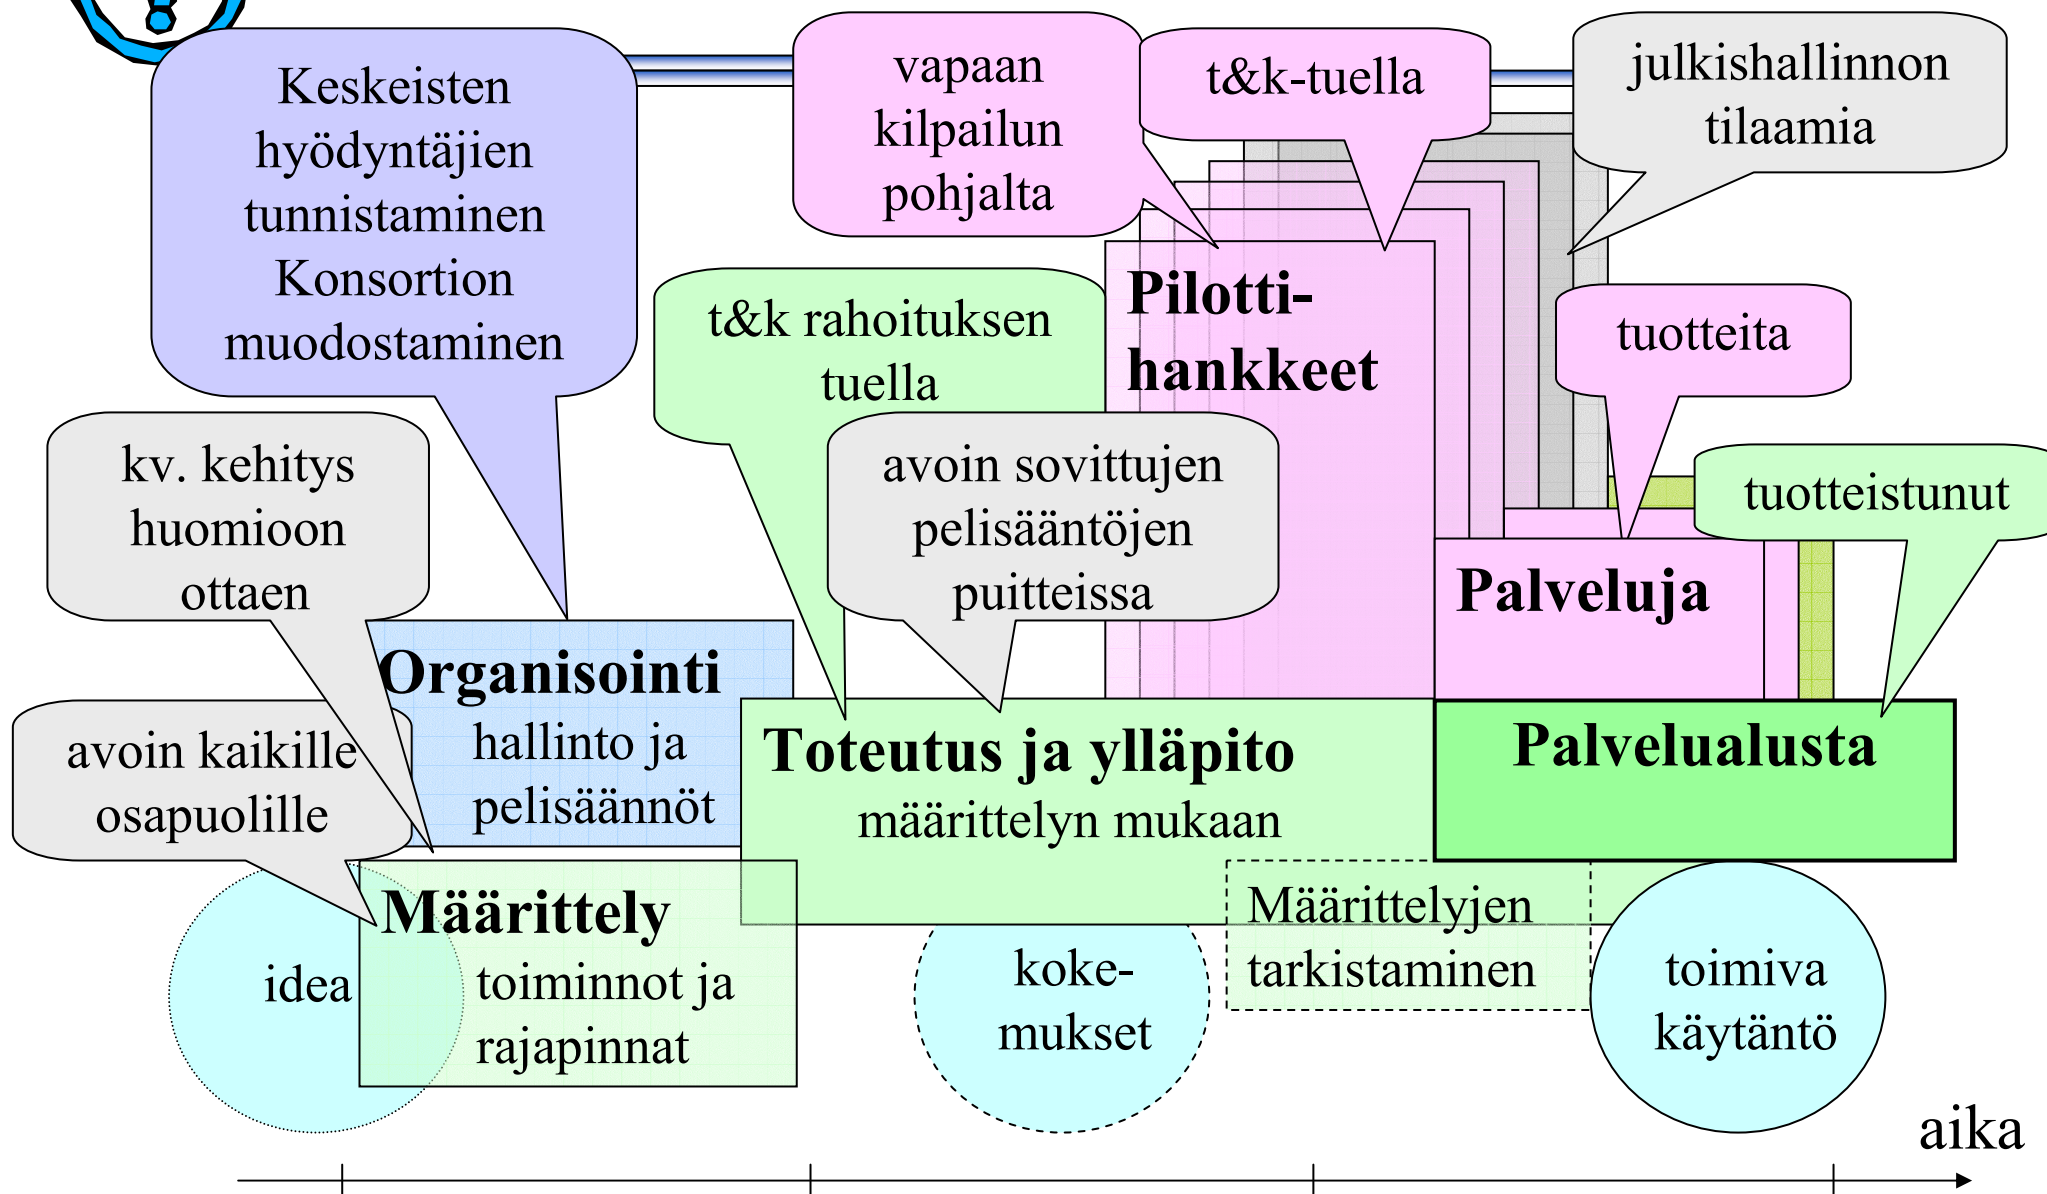 Keskeisten
hyödyntäjien
tunnistaminen
Konsortion
muodostaminen
vapaan
kilpailun
pohjalta
t&k-tuella
julkishallinnon
tilaamia
t&k rahoituksen
tuella
Pilotti-
hankkeet
tuotteita
kv. kehitys
huomioon
ottaen
avoin sovittujen
pelisääntöjen
puitteissa
tuotteistunut
Palveluja
Organisointi
hallinto ja
pelisäännöt
avoin kaikille
osapuolille
Toteutus ja ylläpito
määrittelyn mukaan
Palvelualusta
Määrittely
toiminnot ja
rajapinnat
idea
koke-
mukset
Määrittelyjen
tarkistaminen
toimiva
käytäntö
aika